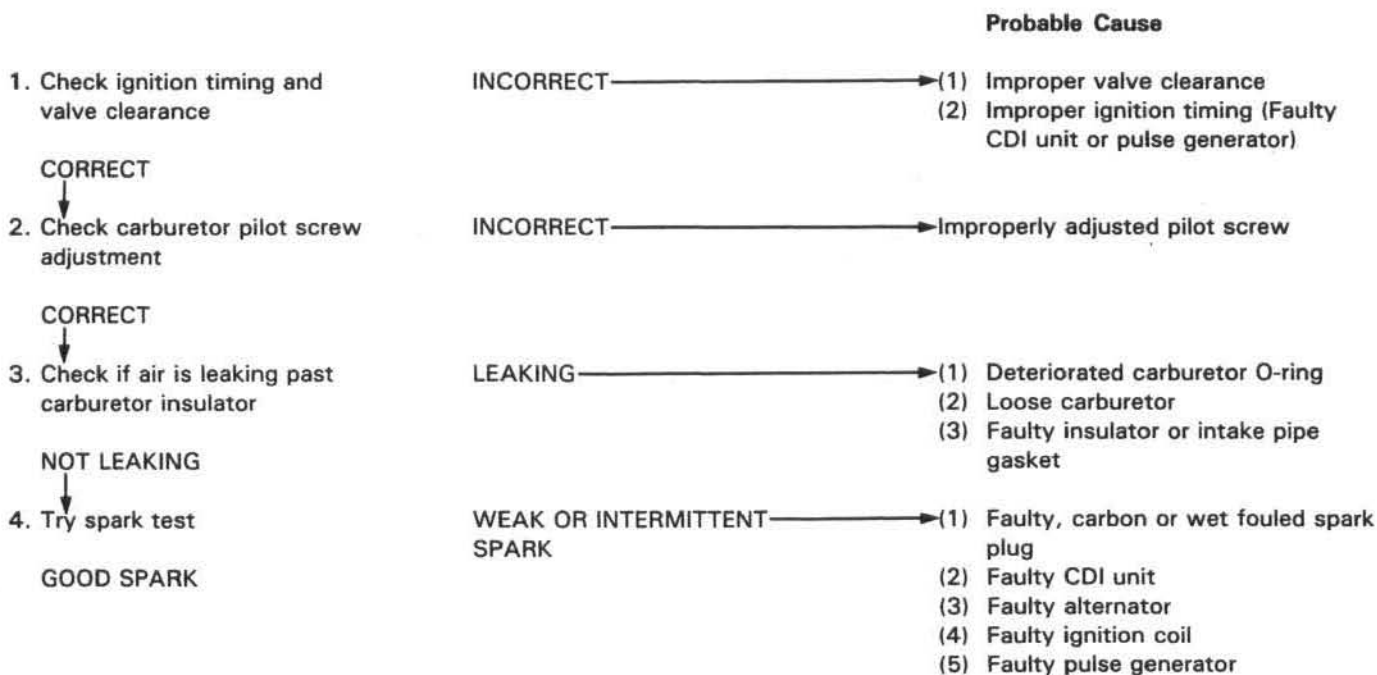 Probable Cause
1. Check ignition timing and
valve clearance
INCORRECT
(1) Improper valve clearance
(2) Improper ignition timing (Faulty
CDI unit or pulse generator)
CORRECT
2. Check carburetor pilot screw
adjustment
INCORRECT
Improperly adjusted pilot screw
CORRECT
3. Check if air is leaking past
carburetor insulator
LEAKING
(1) Deteriorated carburetor O-ring
(2) Loose carburetor
(3) Faulty insulator or intake pipe
gasket
NOT LEAKING
4. Try spark test
WEAK OR INTERMITTENT
SPARK
(1) Faulty, carbon or wet fouled spark
plug
(2) Faulty CDI unit
(3) Faulty alternator
(4) Faulty ignition coil
(5) Faulty pulse generator
GOOD SPARK